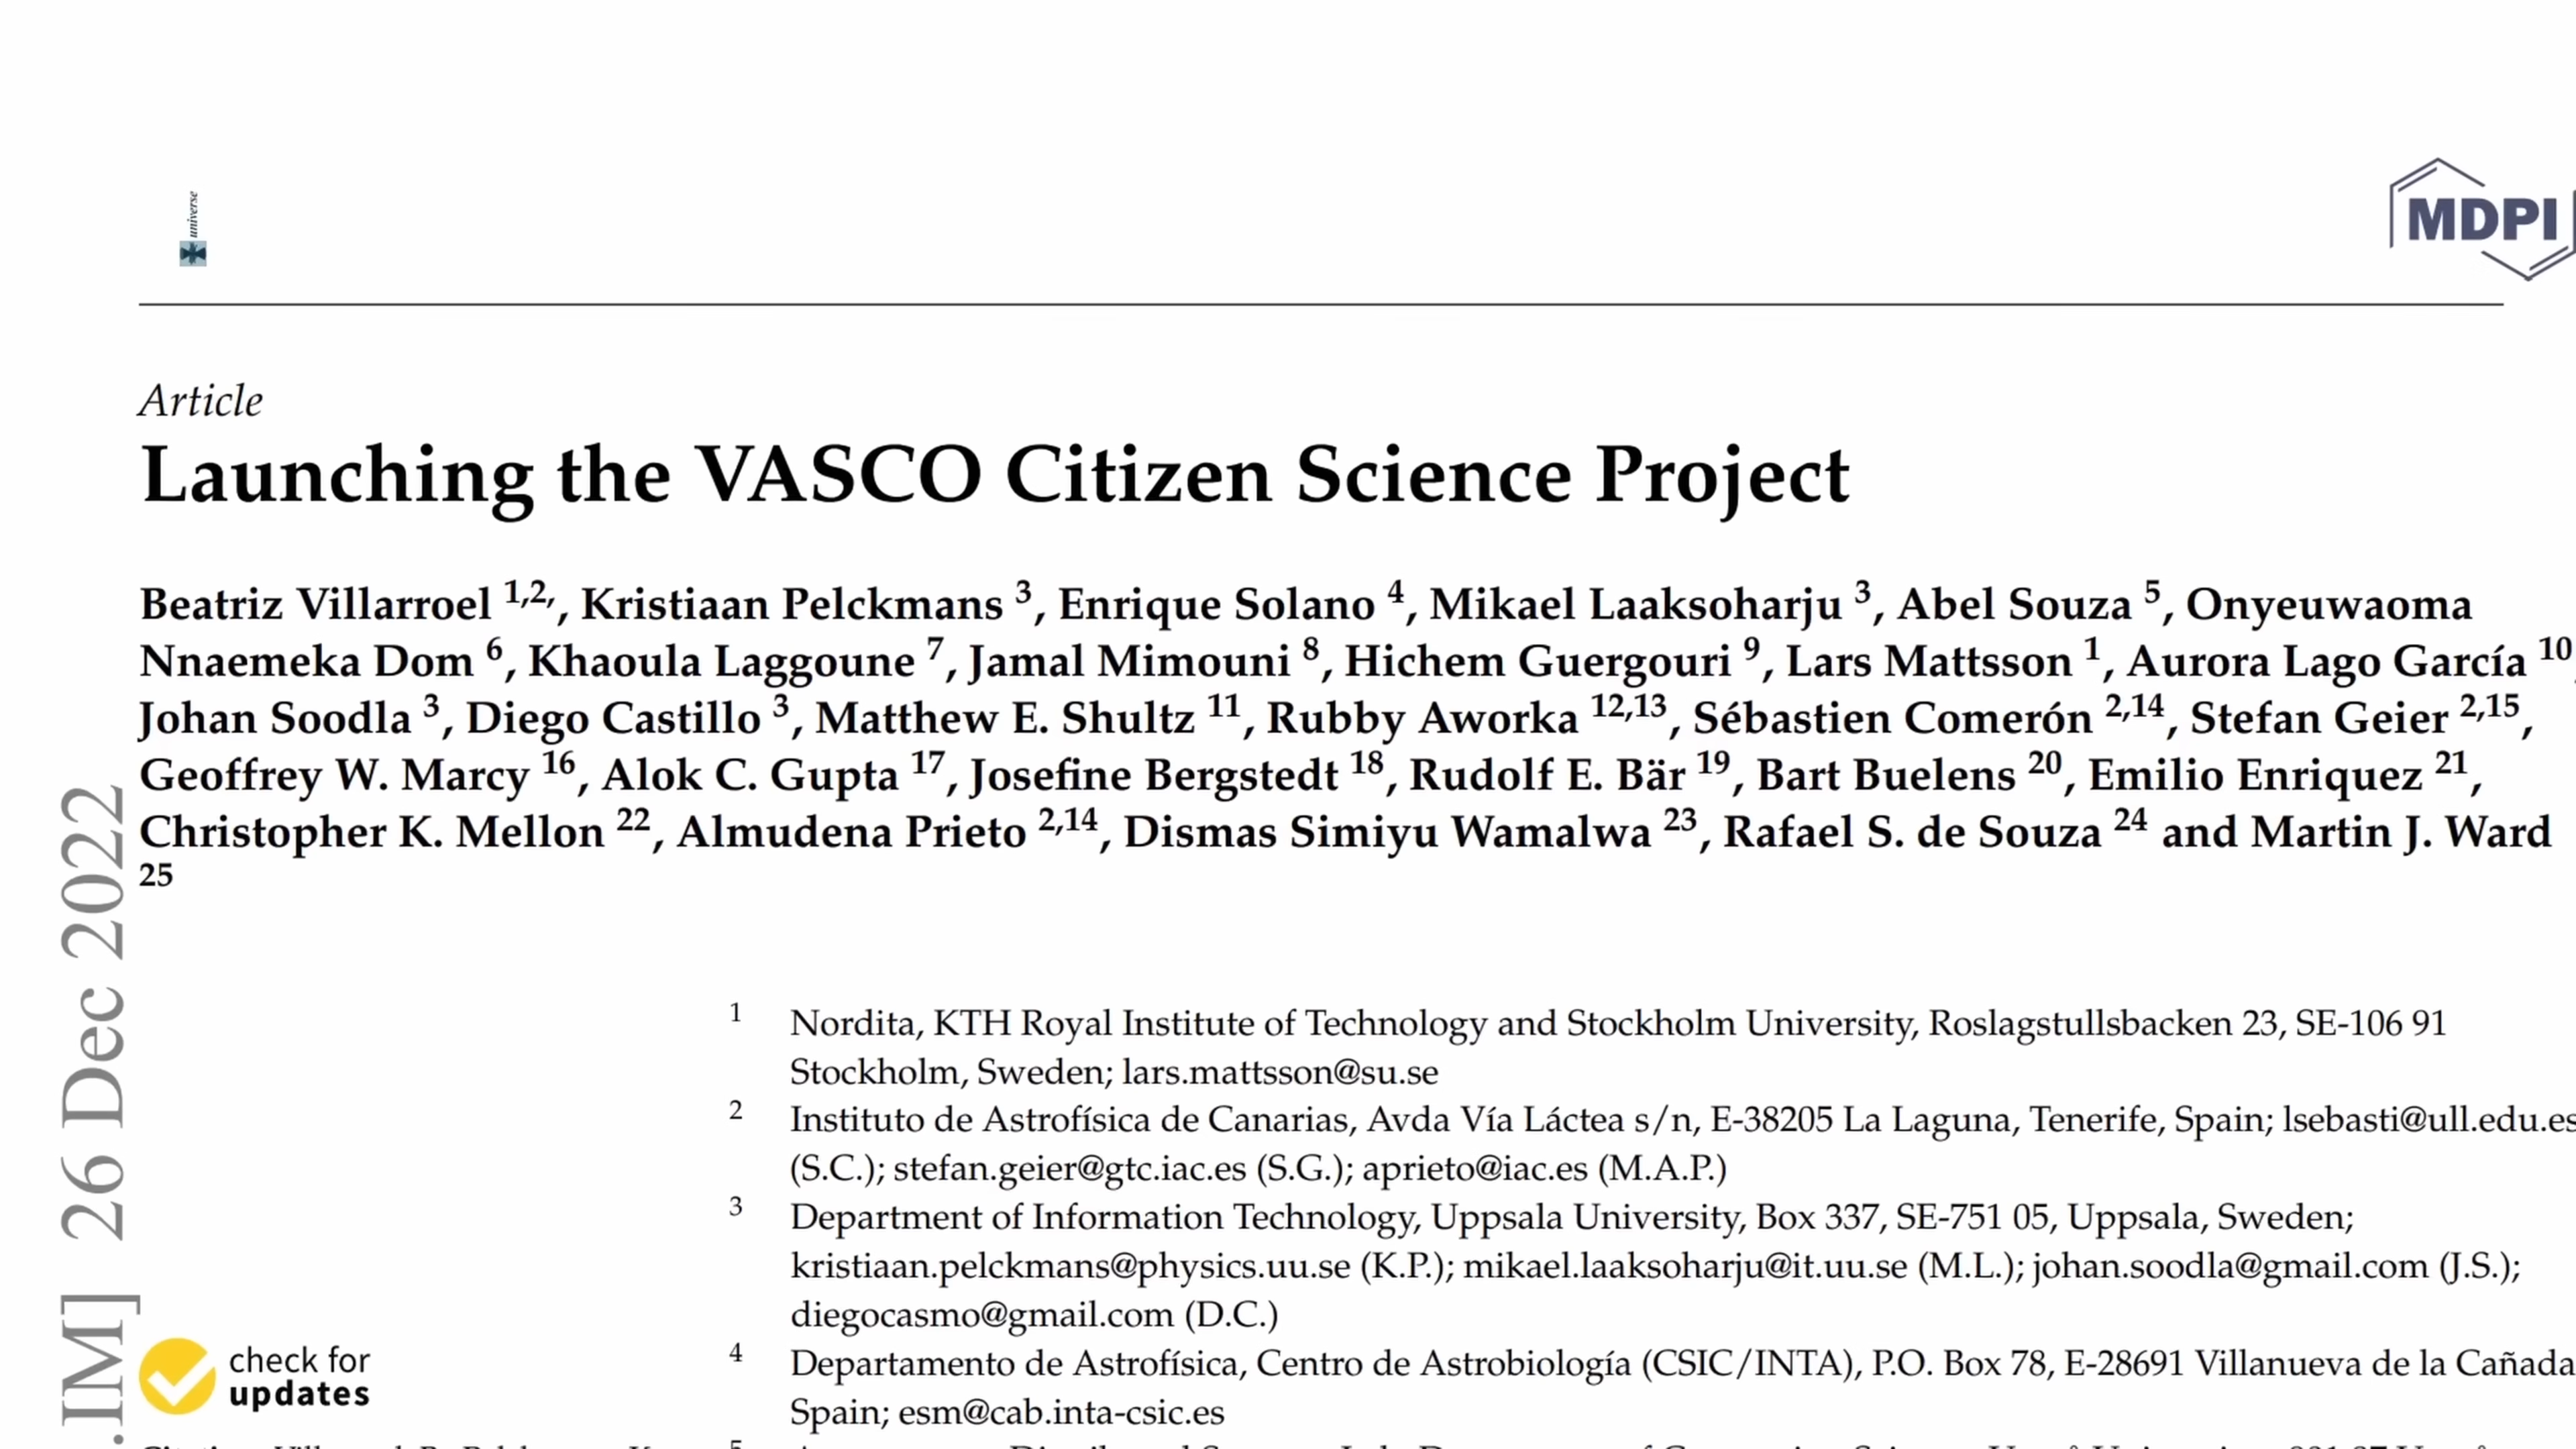 universe
MDPI
Article
Launching the VASCO Citizen Science Project
Beatriz Villarroel 1,2,, Kristiaan Pelckmans 3, Enrique Solano 4, Mikael Laaksoharju 3, Abel Souza 5, Onyeuwaoma
Nnaemeka Dom 6, Khaoula Laggoune 7, Jamal Mimouni 8, Hichem Guergouri 9, Lars Mattsson 1, Aurora Lago García 10,
Johan Soodla 3, Diego Castillo 3, Matthew E. Shultz 11, Rubby Aworka 12,13, Sébastien Comerón 2,14, Stefan Geier 2,15,
Geoffrey W. Marcy 16, Alok C. Gupta 17, Josefine Bergstedt 18, Rudolf E. Bär 19, Bart Buelens 20, Emilio Enriquez 21,
Christopher K. Mellon 22, Almudena Prieto 2,14, Dismas Simiyu Wamalwa 23, Rafael S. de Souza 24 and Martin J. Ward
25
.IM] 26 Dec 2022
1 Nordita, KTH Royal Institute of Technology and Stockholm University, Roslagstullsbacken 23, SE-106 91
Stockholm, Sweden; lars.mattsson@su.se
2 Instituto de Astrofísica de Canarias, Avda Vía Láctea s/n, E-38205 La Laguna, Tenerife, Spain; lsebasti@ull.edu.es
(S.C.); stefan.geier@gtc.iac.es (S.G.); aprieto@iac.es (M.A.P.)
3 Department of Information Technology, Uppsala University, Box 337, SE-751 05, Uppsala, Sweden;
kristiaan.pelckmans@physics.uu.se (K.P.); mikael.laaksoharju@it.uu.se (M.L.); johan.soodla@gmail.com (J.S.);
diegocasmo@gmail.com (D.C.)
4 Departamento de Astrofísica, Centro de Astrobiología (CSIC/INTA), P.O. Box 78, E-28691 Villanueva de la Cañada
Spain; esm@cab.inta-csic.es
check for
updates